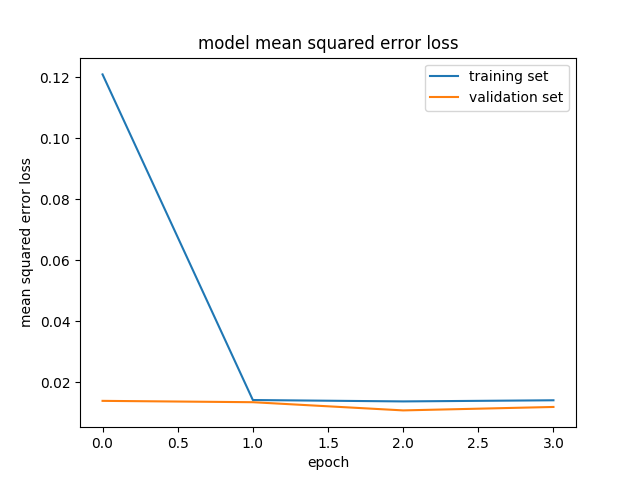 model mean squared error loss
training set
validation set
0.12
0.10
0.08
0.06
0.04
0.02
mean squared error loss
0.0 0.5 1.0 1.5 2.0 2.5 3.0
epoch